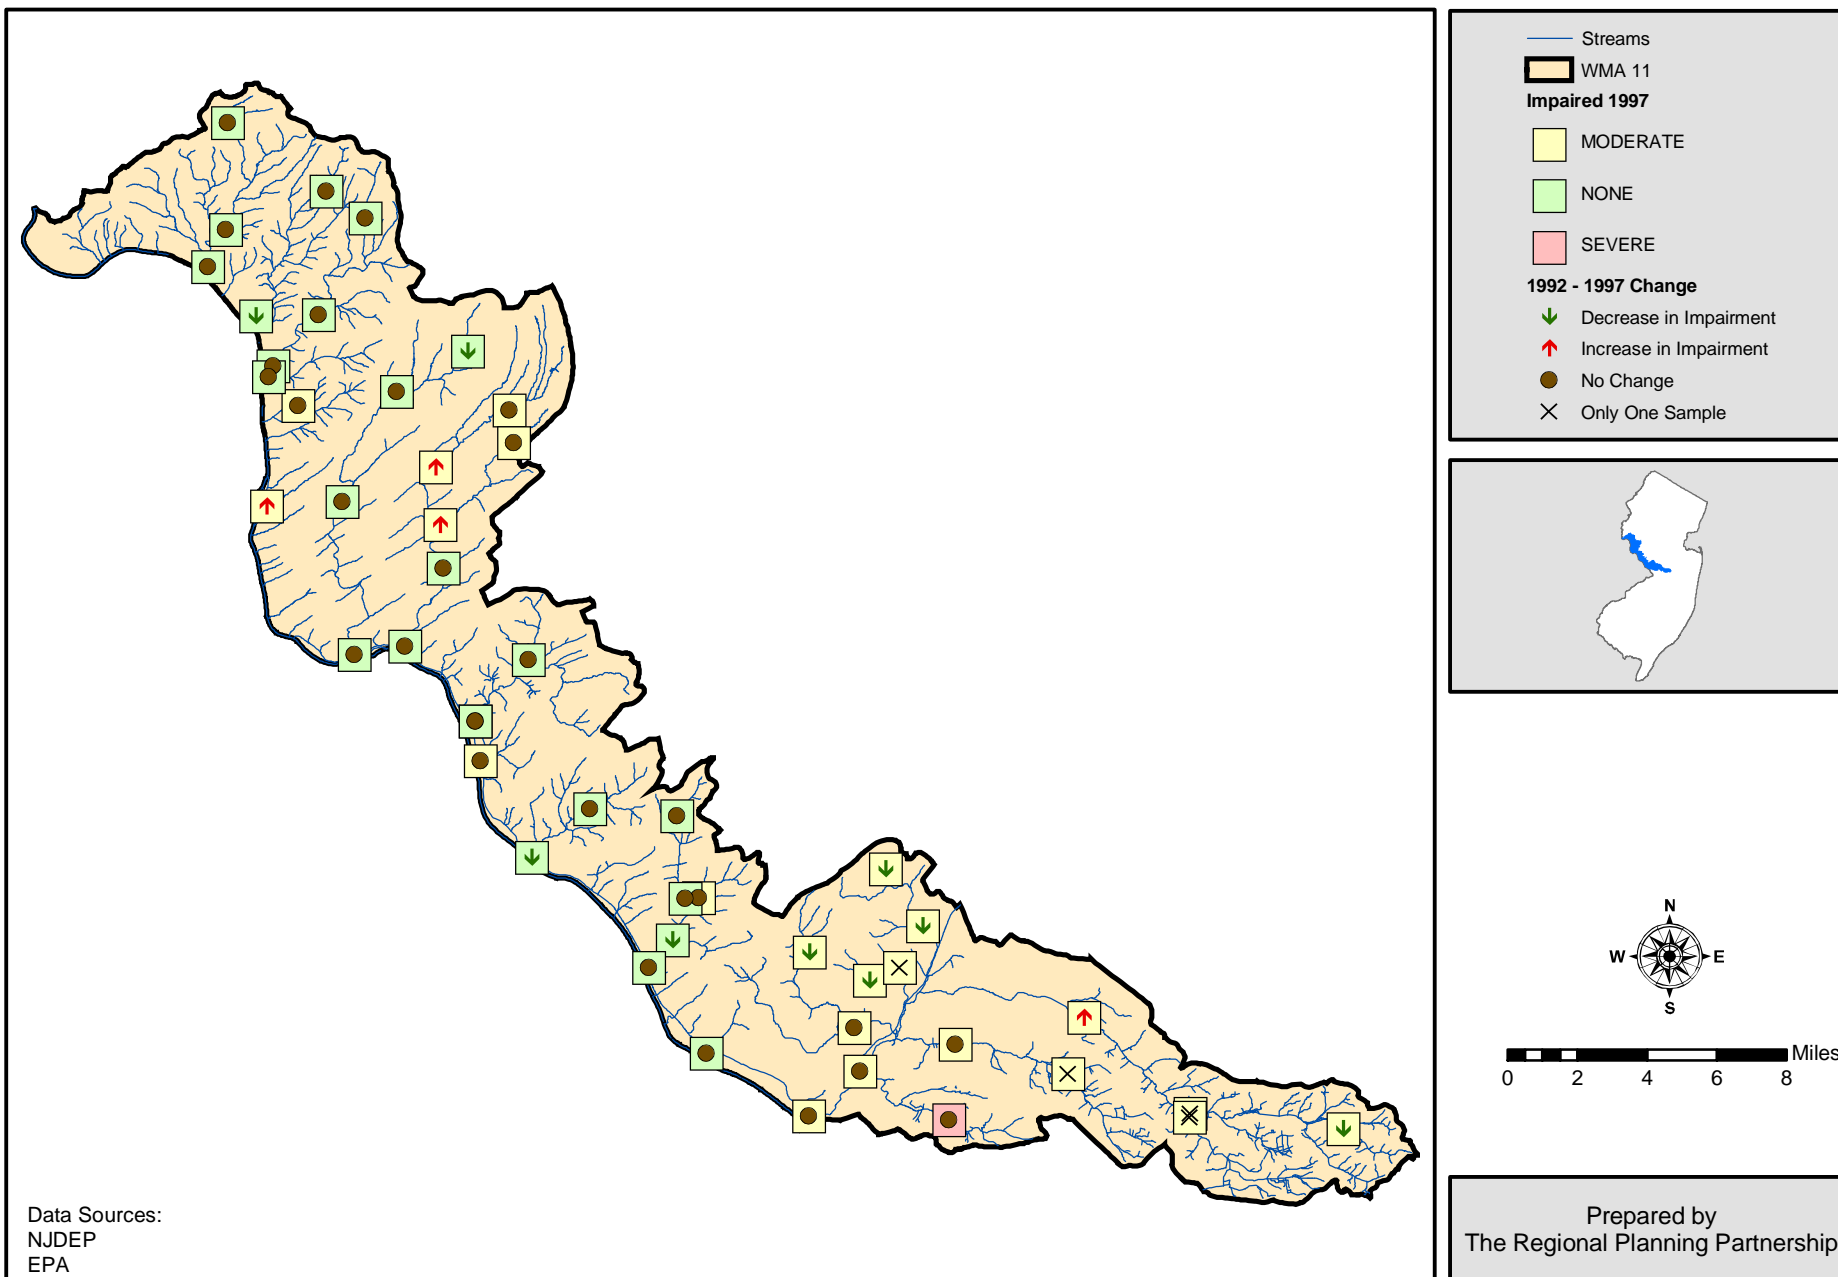 Streams
WMA 11
Impaired 1997
MODERATE
NONE
SEVERE
1992 - 1997 Change
Decrease in Impairment
Increase in Impairment
No Change
Only One Sample
N
W E
S
Miles
0 2 4 6 8
Data Sources:
NJDEP
EPA
Prepared by
The Regional Planning Partnership